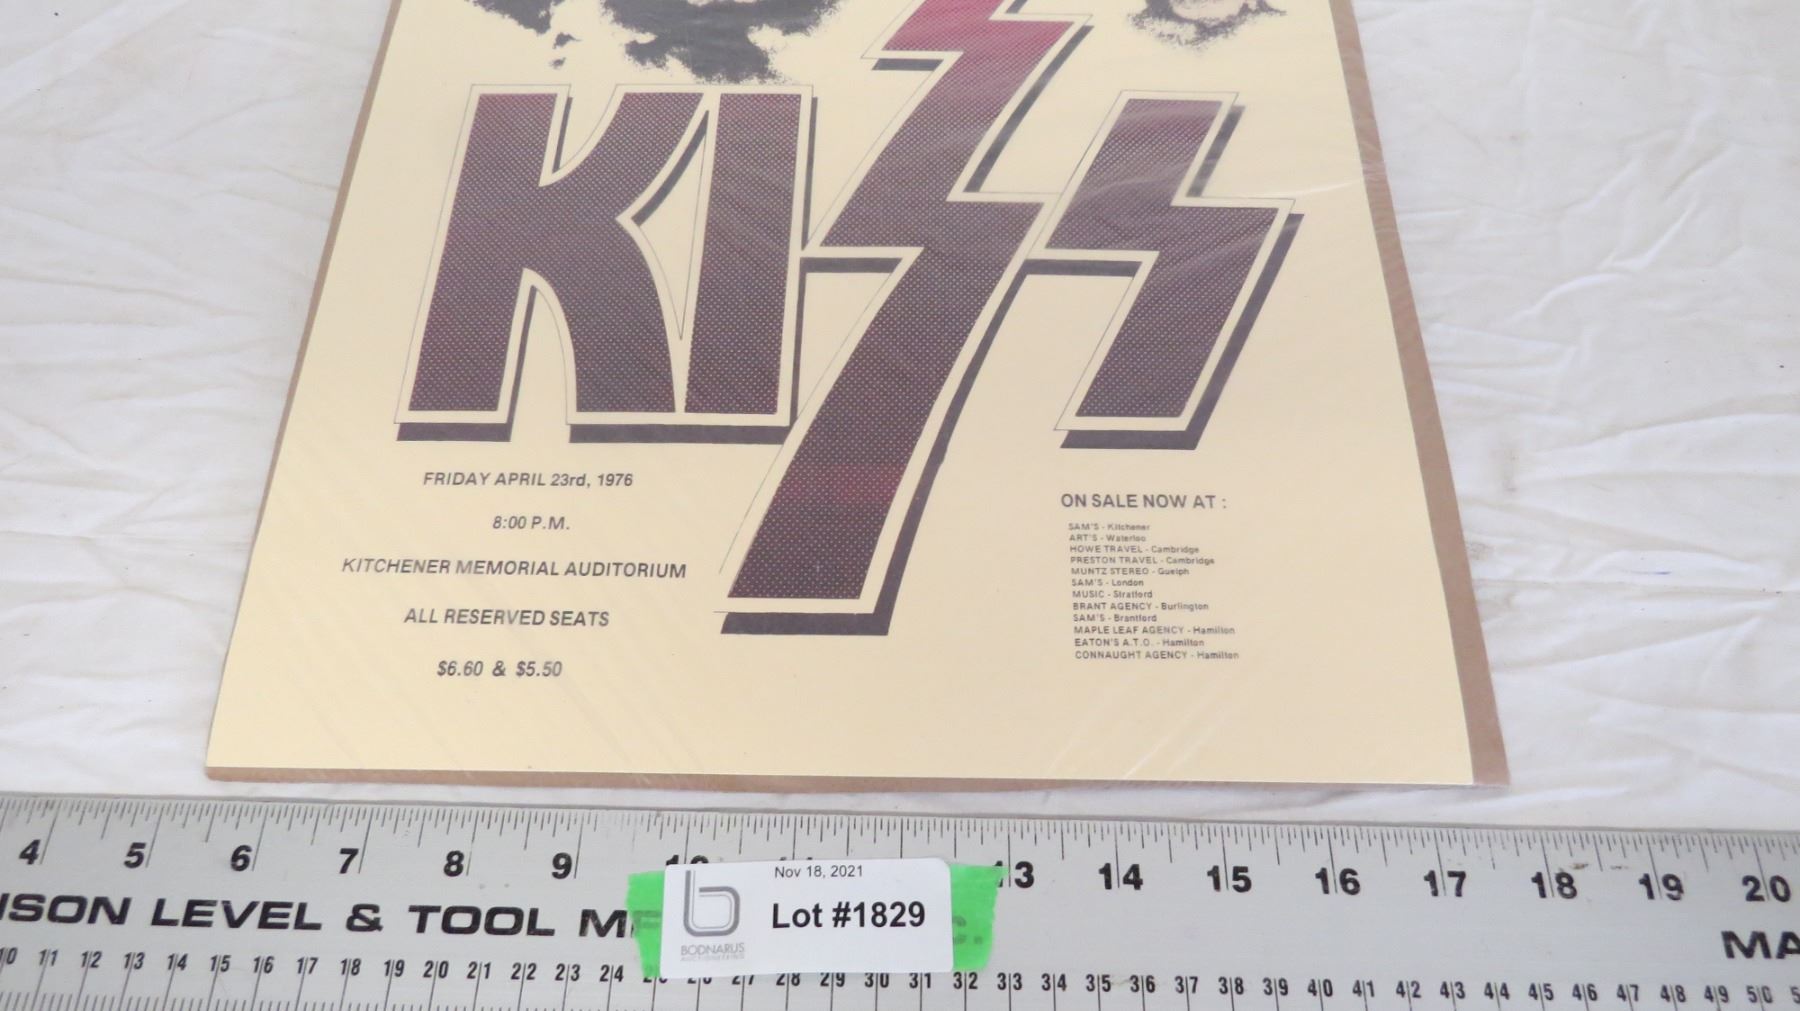 KISS
FRIDAY APRIL 23rd, 1976
8:00 P.M.
KITCHENER MEMORIAL AUDITORIUM
ALL RESERVED SEATS
$6.60 & $5.50
ON SALE NOW AT :
SAM'S - Kitchener
ART'S - Waterloo
HOWE TRAVEL - Cambridge
PRESTON TRAVEL - Cambridge
MUNTZ STEREO - Guelph
SAM'S - London
MUSIC - Stratford
BRANT AGENCY - Burlington
SAM'S - Brantford
MAPLE LEAF AGENCY - Hamilton
EATON'S A.T.O. - Hamilton
CONNAUGHT AGENCY - Hamilton
4 5 6 7 8 9 10 13 14 15 16 17 18 19 20
Nov 18, 2021
Lot #1829
BODNARUS
AUCTIONEERING
LEVEL & TOOL
10 11 12 13 14 15 16 17 18 19 20 21 22 23 24 27 28 29 30 31 32 33 34 35 36 37 38 39 40 41 42 43 44 45 46 47 48 49 50